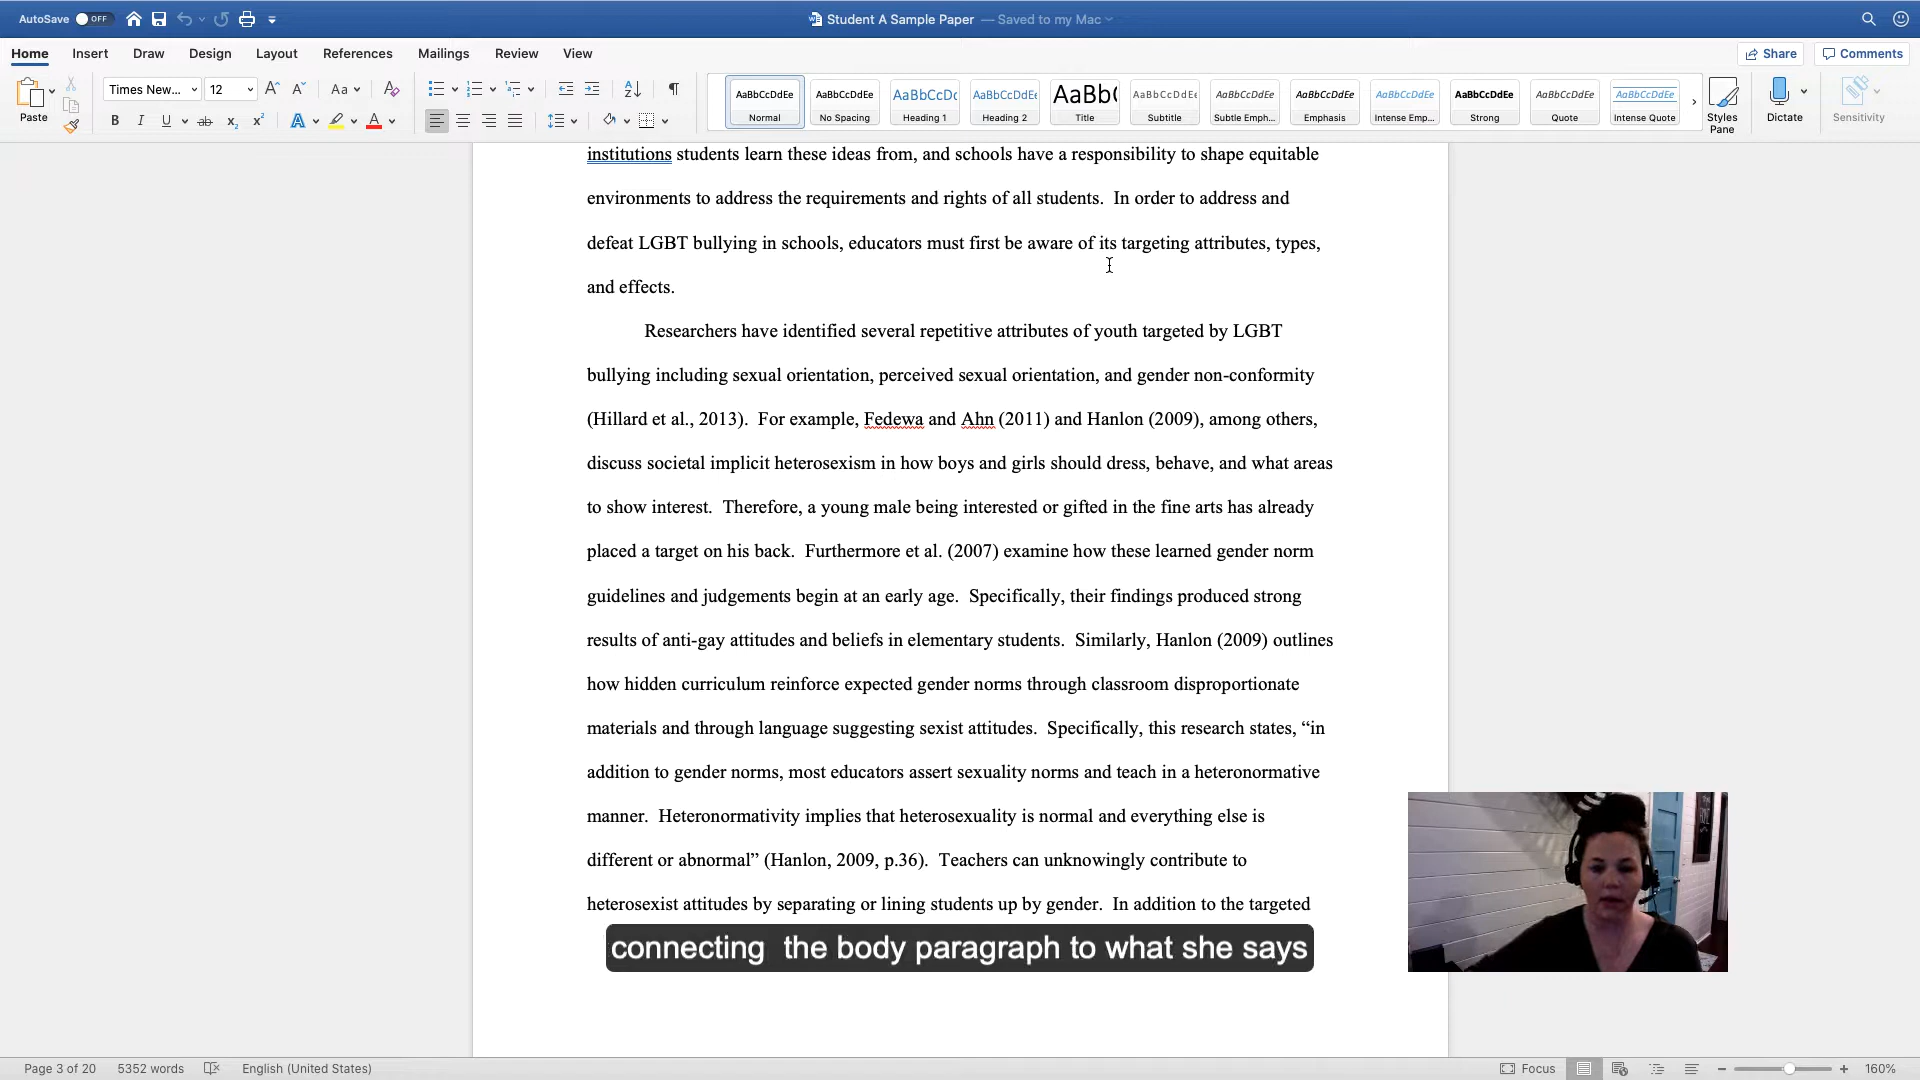 AutoSave OFF
Student A Sample Paper — Saved to my Mac
Home Insert Draw Design Layout References Mailings Review View
Share Comments
Paste
Times New... 12
Aa
B I U ab x2 x2 A A
AaBbCcDdEe AaBbCcDdEe AaBbCcDc AaBbCcDdEe AaBb( AaBbCcDdEe AaBbCcDdEe AaBbCcDdEe AaBbCcDdEe AaBbCcDdEe AaBbCcDdEe AaBbCcDdEe
Normal No Spacing Heading 1 Heading 2 Title Subtitle Subtle Emph... Emphasis Intense Emp... Strong Quote Intense Quote
Styles Pane
Dictate
Sensitivity
institutions students learn these ideas from, and schools have a responsibility to shape equitable
environments to address the requirements and rights of all students.  In order to address and
defeat LGBT bullying in schools, educators must first be aware of its targeting attributes, types,
and effects.
Researchers have identified several repetitive attributes of youth targeted by LGBT
bullying including sexual orientation, perceived sexual orientation, and gender non-conformity
(Hillard et al., 2013).  For example, Fedewa and Ahn (2011) and Hanlon (2009), among others,
discuss societal implicit heterosexism in how boys and girls should dress, behave, and what areas
to show interest.  Therefore, a young male being interested or gifted in the fine arts has already
placed a target on his back.  Furthermore et al. (2007) examine how these learned gender norm
guidelines and judgements begin at an early age.  Specifically, their findings produced strong
results of anti-gay attitudes and beliefs in elementary students.  Similarly, Hanlon (2009) outlines
how hidden curriculum reinforce expected gender norms through classroom disproportionate
materials and through language suggesting sexist attitudes.  Specifically, this research states, “in
addition to gender norms, most educators assert sexuality norms and teach in a heteronormative
manner.  Heteronormativity implies that heterosexuality is normal and everything else is
different or abnormal” (Hanlon, 2009, p.36).  Teachers can unknowingly contribute to
heterosexist attitudes by separating or lining students up by gender.  In addition to the targeted
connecting  the body paragraph to what she says
Page 3 of 20 5352 words English (United States) Focus 160%